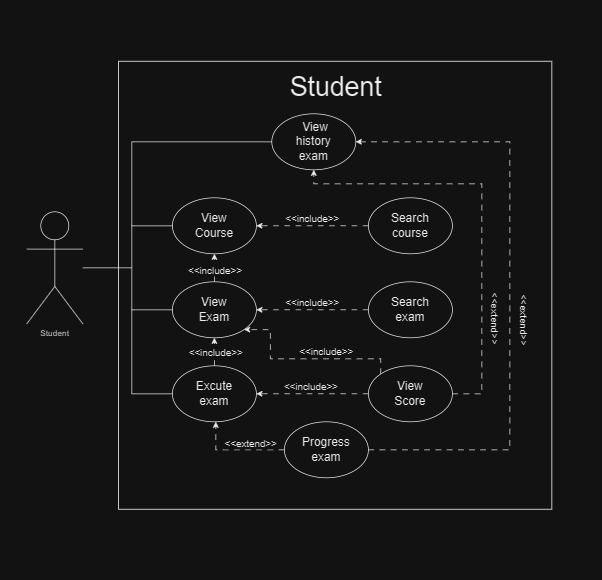 Student
View
history
exam
View
Course
<<include>>
Search
course
<<include>>
View
Exam
<<include>>
Search
exam
<<extend>>
<<extend>>
Student
<<include>>
<<include>>
Excute
exam
<<include>>
View
Score
<<extend>>
Progress
exam